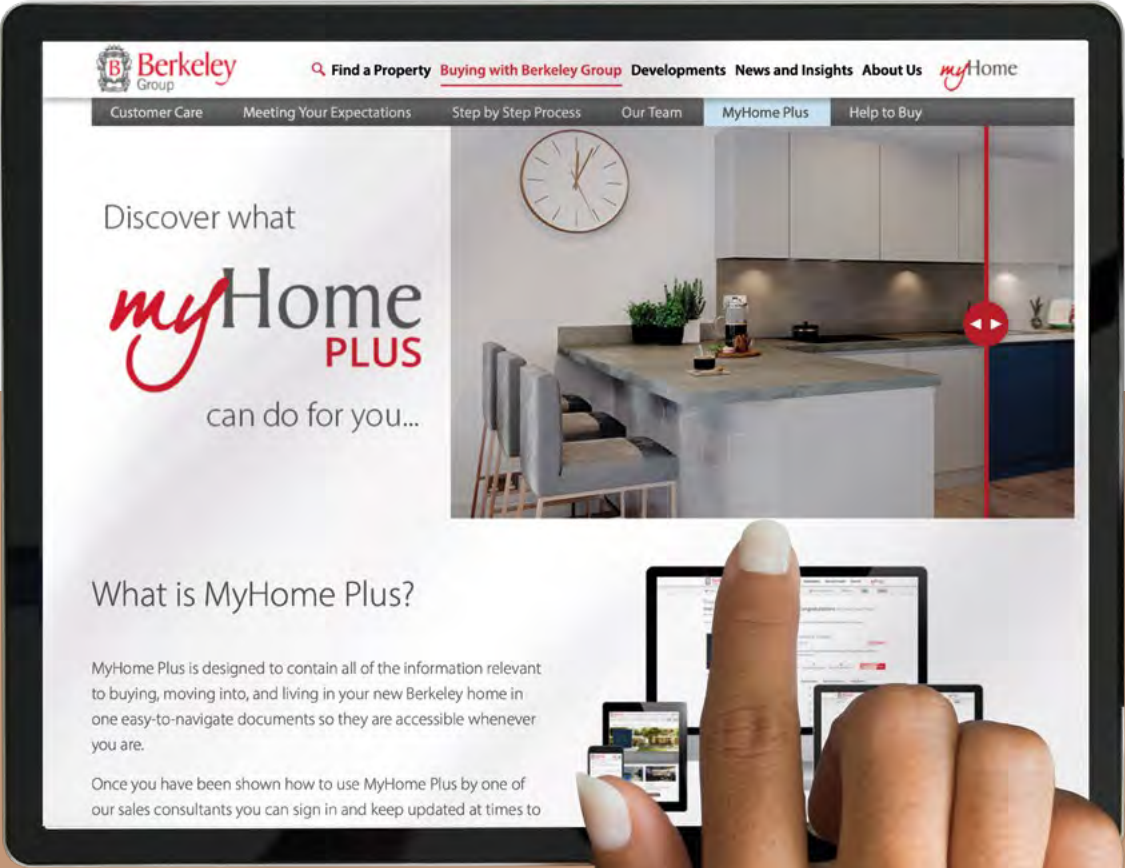 B Berkeley
Group
Find a Property Buying with Berkeley Group Developments News and Insights About Us myHome
Customer Care Meeting Your Expectations Step by Step Process Our Team MyHome Plus Help to Buy
Discover what
myHome
PLUS
can do for you...
What is MyHome Plus?
MyHome Plus is designed to contain all of the information relevant
to buying, moving into, and living in your new Berkeley home in
one easy-to-navigate documents so they are accessible whenever
you are.
Once you have been shown how to use MyHome Plus by one of
our sales consultants you can sign in and keep updated at times to